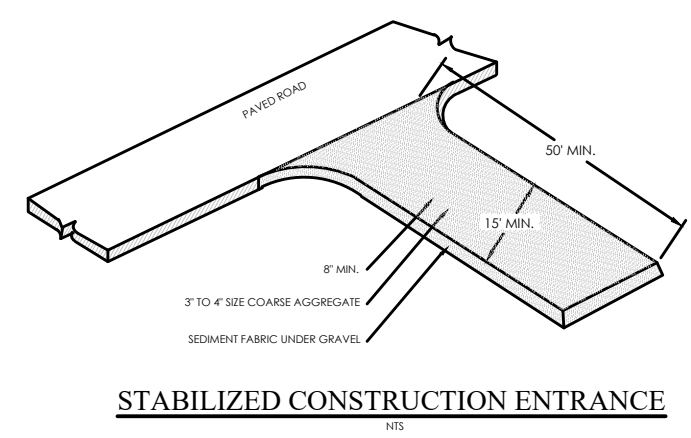 PAVED ROAD
50' MIN.
15' MIN.
8" MIN.
3" TO 4" SIZE COARSE AGGREGATE
SEDIMENT FABRIC UNDER GRAVEL
STABILIZED CONSTRUCTION ENTRANCE
NTS